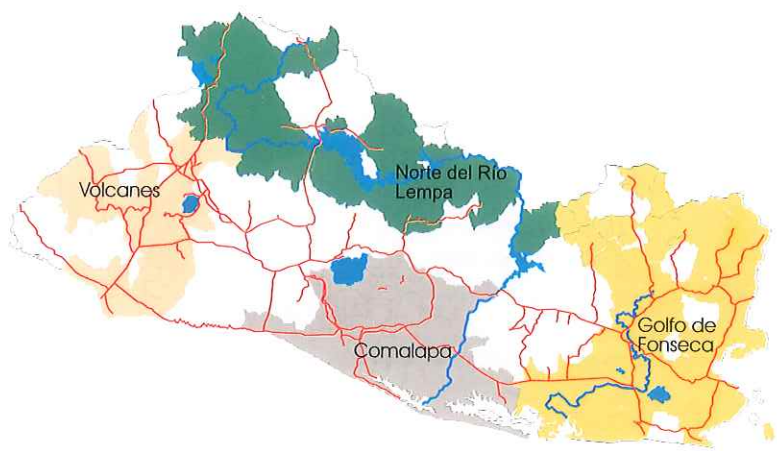 Norte del Río
Lempa
Volcanes
Golfo de
Fonseca
Comalapa